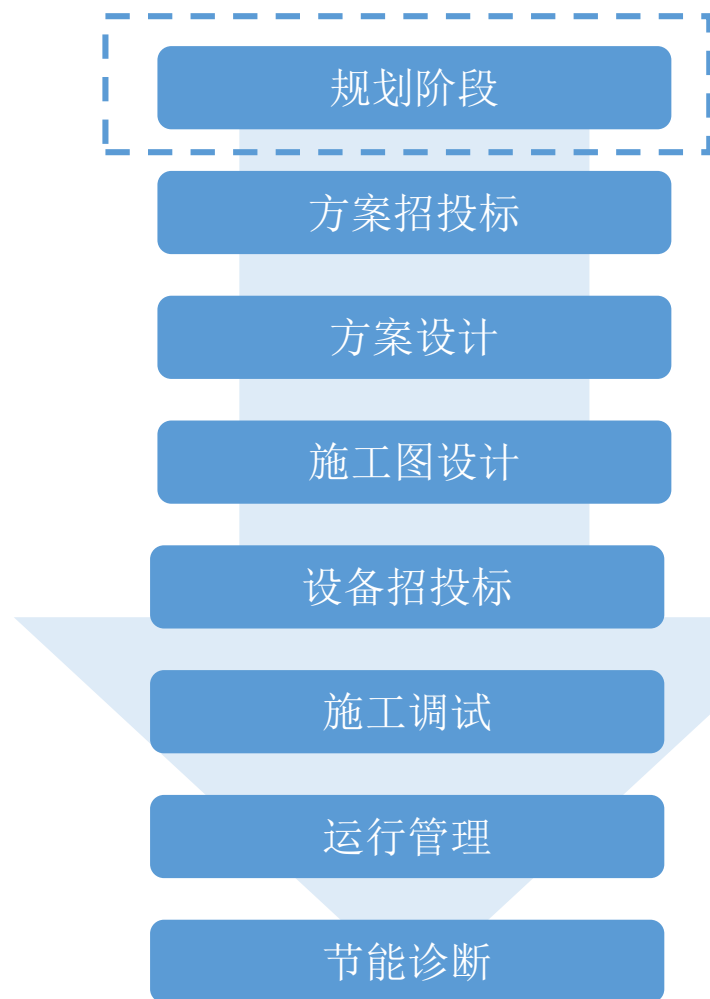 规划阶段
方案招投标
方案设计
施工图设计
设备招投标
施工调试
运行管理
节能诊断